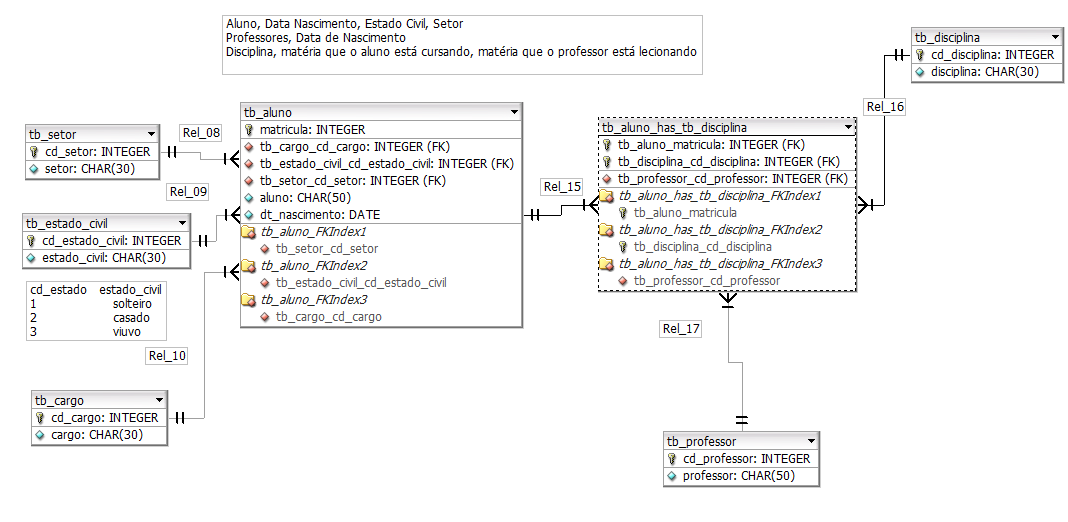 Aluno, Data Nascimento, Estado Civil, Setor
Professores, Data de Nascimento
Disciplina, matéria que o aluno está cursando, matéria que o professor está lecionando
tb_disciplina
cd_disciplina: INTEGER
disciplina: CHAR(30)
Rel_16
tb_setor
cd_setor: INTEGER
setor: CHAR(30)
Rel_08
Rel_09
tb_estado_civil
cd_estado_civil: INTEGER
estado_civil: CHAR(30)
cd_estado estado_civil
1 solteiro
2 casado
3 viuvo
Rel_10
tb_cargo
cd_cargo: INTEGER
cargo: CHAR(30)
tb_aluno
matricula: INTEGER
tb_cargo_cd_cargo: INTEGER (FK)
tb_estado_civil_cd_estado_civil: INTEGER (FK)
tb_setor_cd_setor: INTEGER (FK)
aluno: CHAR(50)
dt_nascimento: DATE
tb_aluno_FKIndex1
tb_setor_cd_setor
tb_aluno_FKIndex2
tb_estado_civil_cd_estado_civil
tb_aluno_FKIndex3
tb_cargo_cd_cargo
Rel_15
tb_aluno_has_tb_disciplina
tb_aluno_matricula: INTEGER (FK)
tb_disciplina_cd_disciplina: INTEGER (FK)
tb_professor_cd_professor: INTEGER (FK)
tb_aluno_has_tb_disciplina_FKIndex1
tb_aluno_matricula
tb_aluno_has_tb_disciplina_FKIndex2
tb_disciplina_cd_disciplina
tb_aluno_has_tb_disciplina_FKIndex3
tb_professor_cd_professor
Rel_17
tb_professor
cd_professor: INTEGER
professor: CHAR(50)